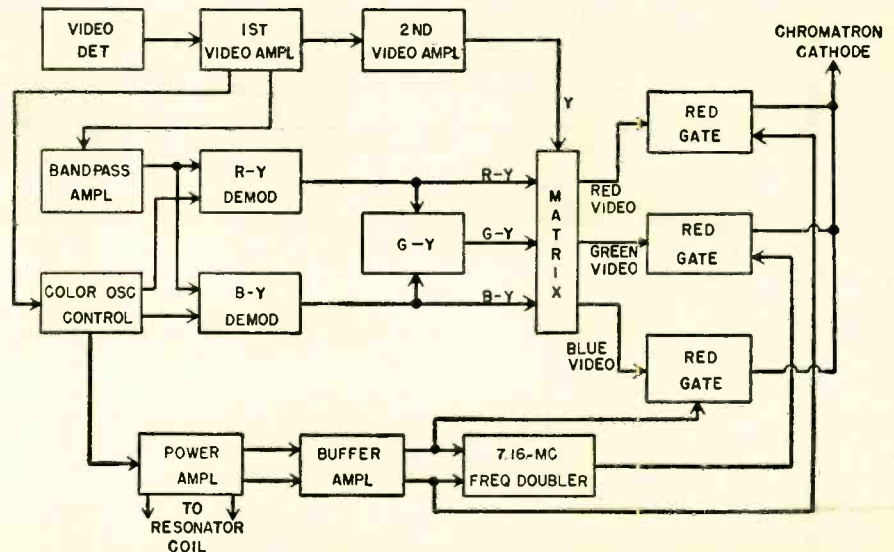 VIDEO
DET
1ST
VIDEO AMPL
2ND
VIDEO AMPL
CHROMATRON
CATHODE
Y
BANDPASS
AMPL
R-Y
DEMOD
R-Y
G-Y
G-Y
B-Y
COLOR OSC
CONTROL
B-Y
DEMOD
MATRIX
RED
VIDEO
GREEN
VIDEO
BLUE
VIDEO
RED
GATE
RED
GATE
RED
GATE
POWER
AMPL
BUFFER
AMPL
7.16-MC
FREQ DOUBLER
TO
RESONATOR
COIL